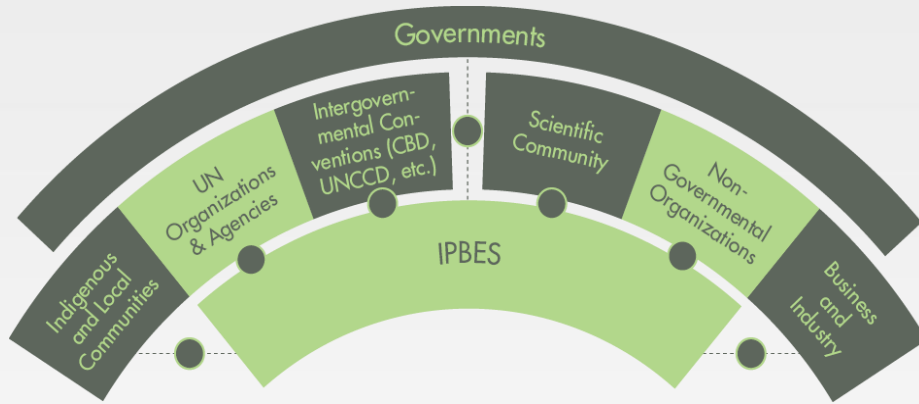 Governments
Indigenous
and Local
Communities
UN
Organizations
& Agencies
Intergovern-
mental Con-
ventions (CBD,
UNCCD, etc.)
Scientific
Community
Non-
Governmental
Organizations
Business
and
Industry
IPBES